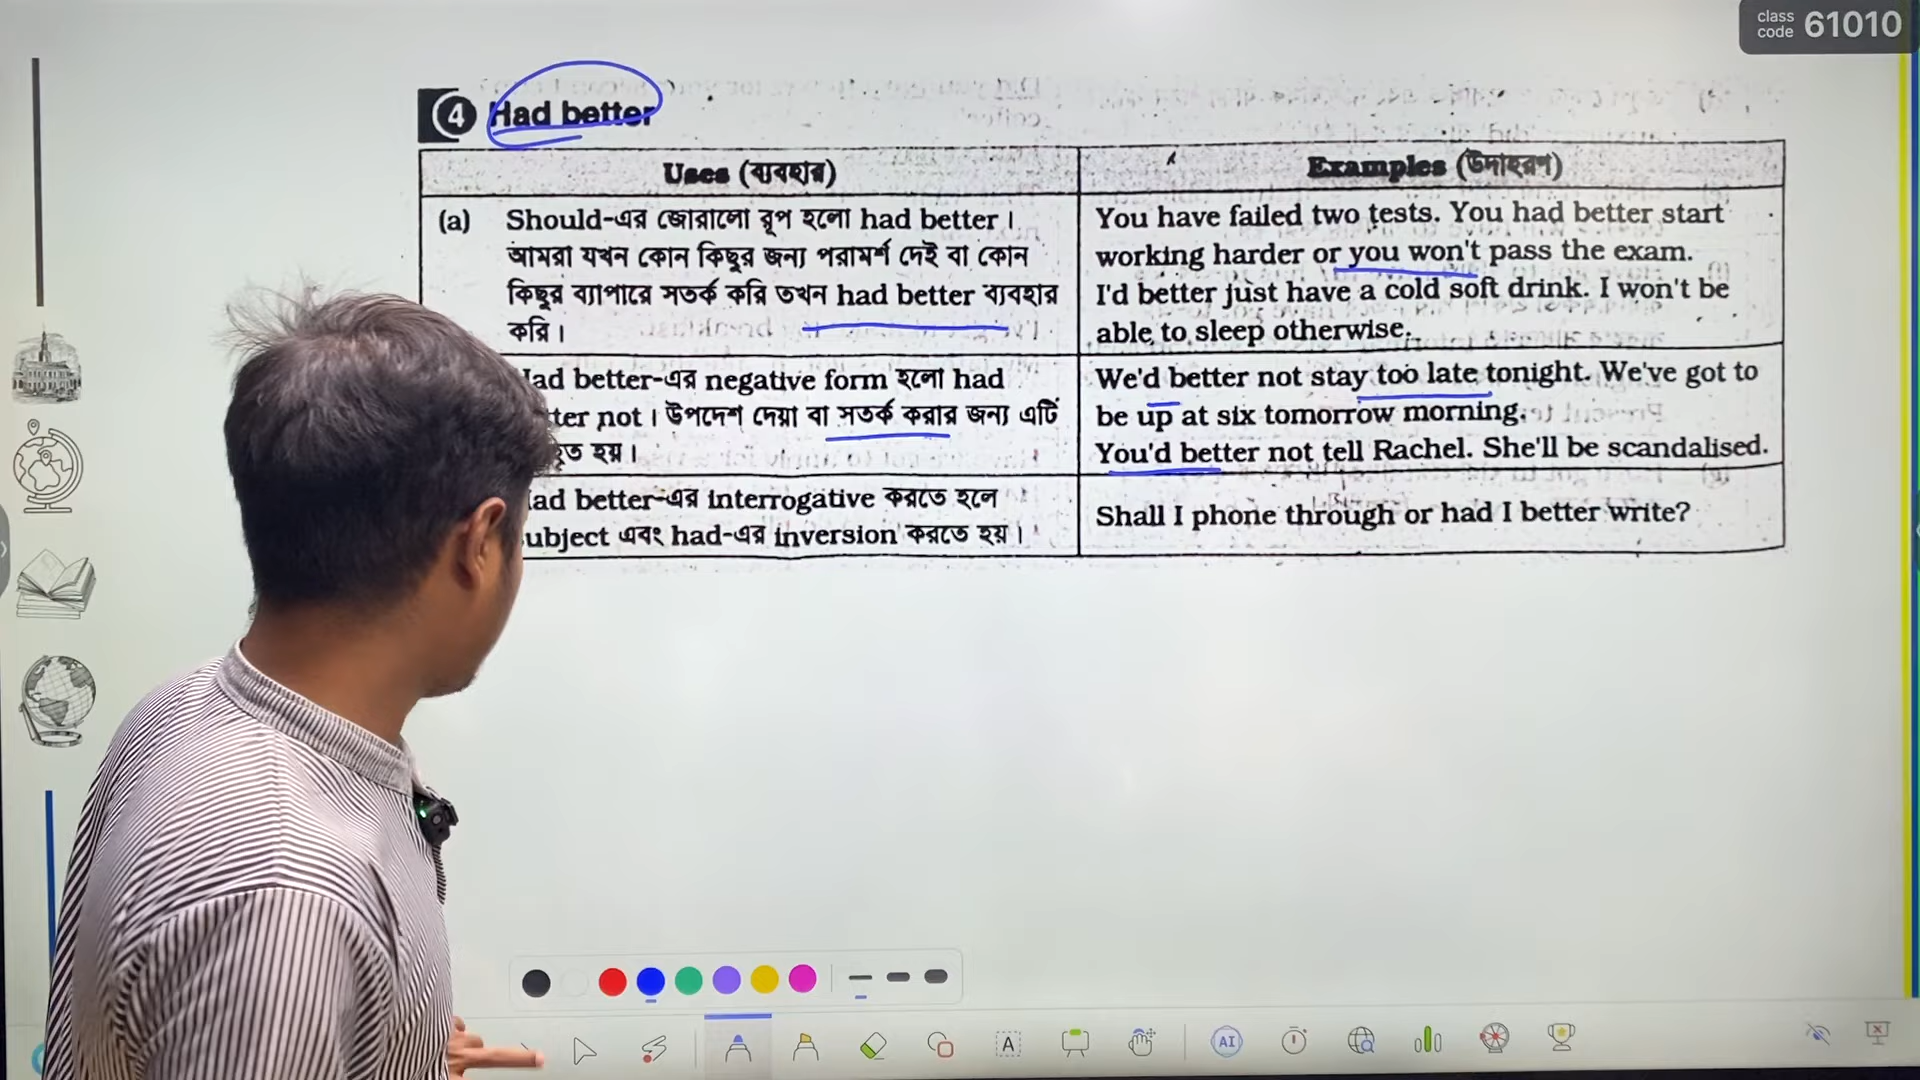 class code 61010
4 Had better
Uses (ব্যবহার)
Examples (উদাহরণ)
(a) Should-এর জোরালো রূপ হলো had better।
আমরা যখন কোন কিছুর জন্য পরামর্শ দেই বা কোন
কিছুর ব্যাপারে সতর্ক করি তখন had better ব্যবহার
করি।
You have failed two tests. You had better start
working harder or you won't pass the exam.
I'd better just have a cold soft drink. I won't be
able to sleep otherwise.
better-এর negative form হলো had
not। উপদেশ দেয়া বা সতর্ক করার জন্য এটি
হয়।
We'd better not stay too late tonight. We've got to
be up at six tomorrow morning.
You'd better not tell Rachel. She'll be scandalised.
better-এর interrogative করতে হলে
এবং had-এর inversion করতে হয়।
Shall I phone through or had I better write?
A
AI